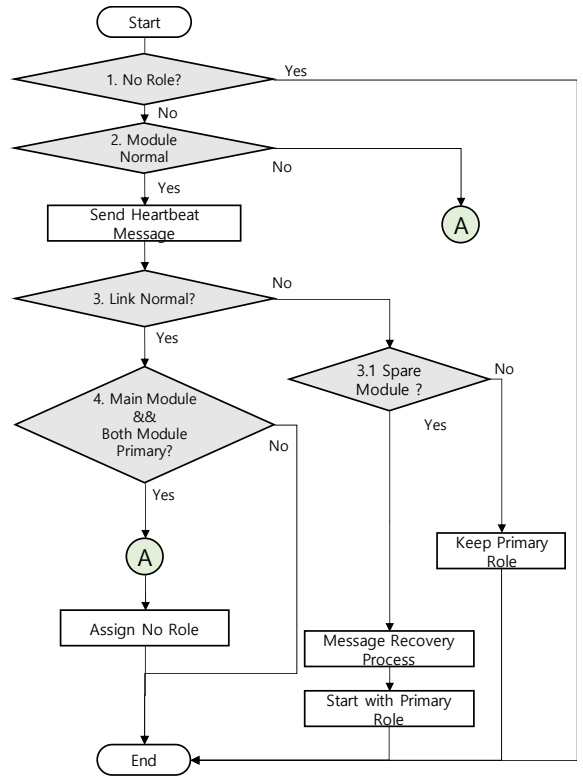 Start
1. No Role?
Yes
No
2. Module
Normal
No
Yes
A
Send Heartbeat
Message
No
3. Link Normal?
Yes
3.1 Spare
Module ?
No
4. Main Module
&&
Both Module
Primary?
Yes
No
Yes
A
Keep Primary
Role
Assign No Role
Message Recovery
Process
Start with Primary
Role
End